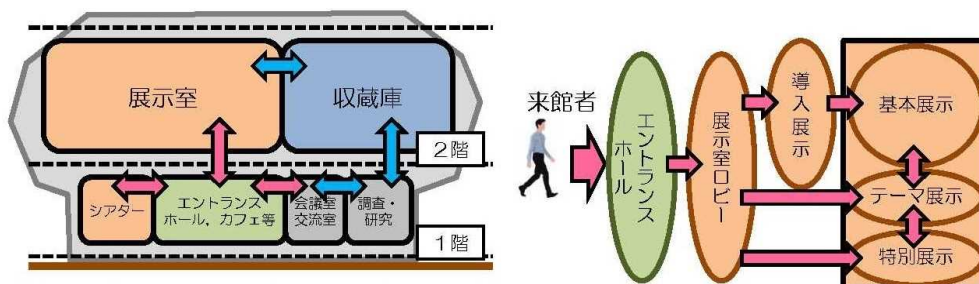 展示室
収蔵庫
2階
シアター
エントランス
ホール、カフェ等
会議室
交流室
調査・
研究
1階
来館者
エントランス
ホール
展示室ロビー
導入展示
基本展示
テーマ展示
特別展示